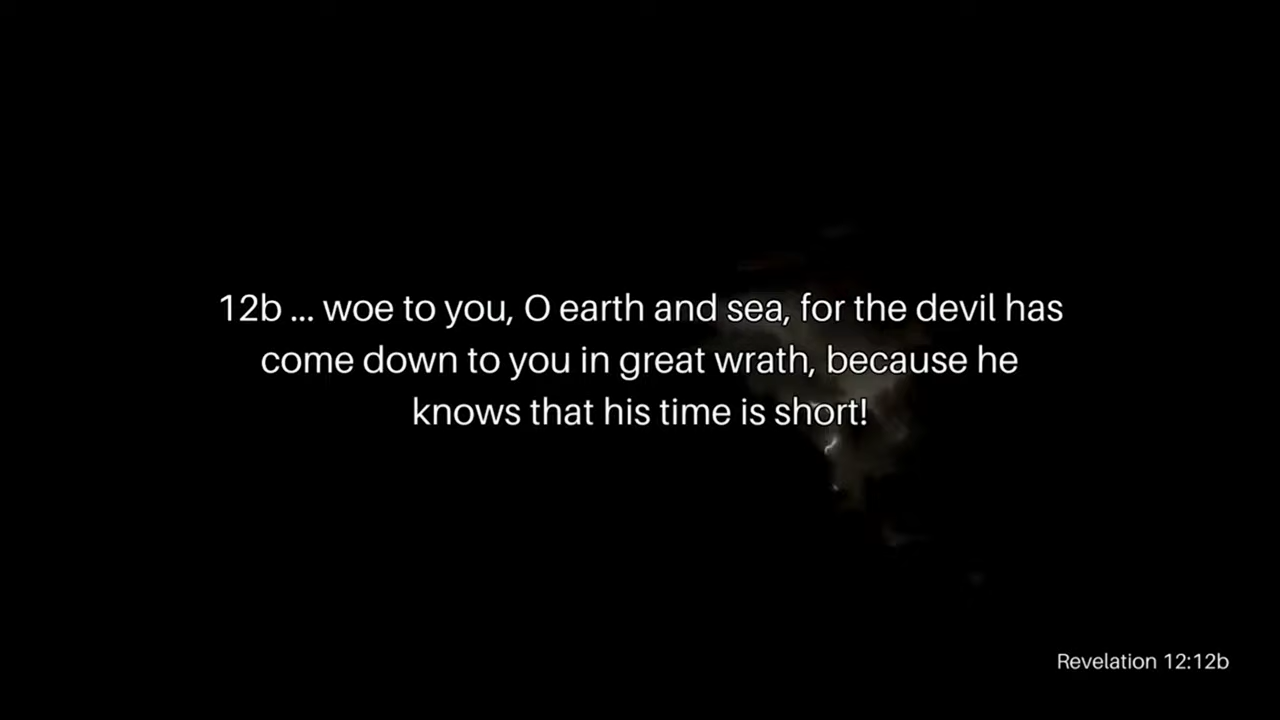 12b ... woe to you, O earth and sea, for the devil has
come down to you in great wrath, because he
knows that his time is short!
Revelation 12:12b